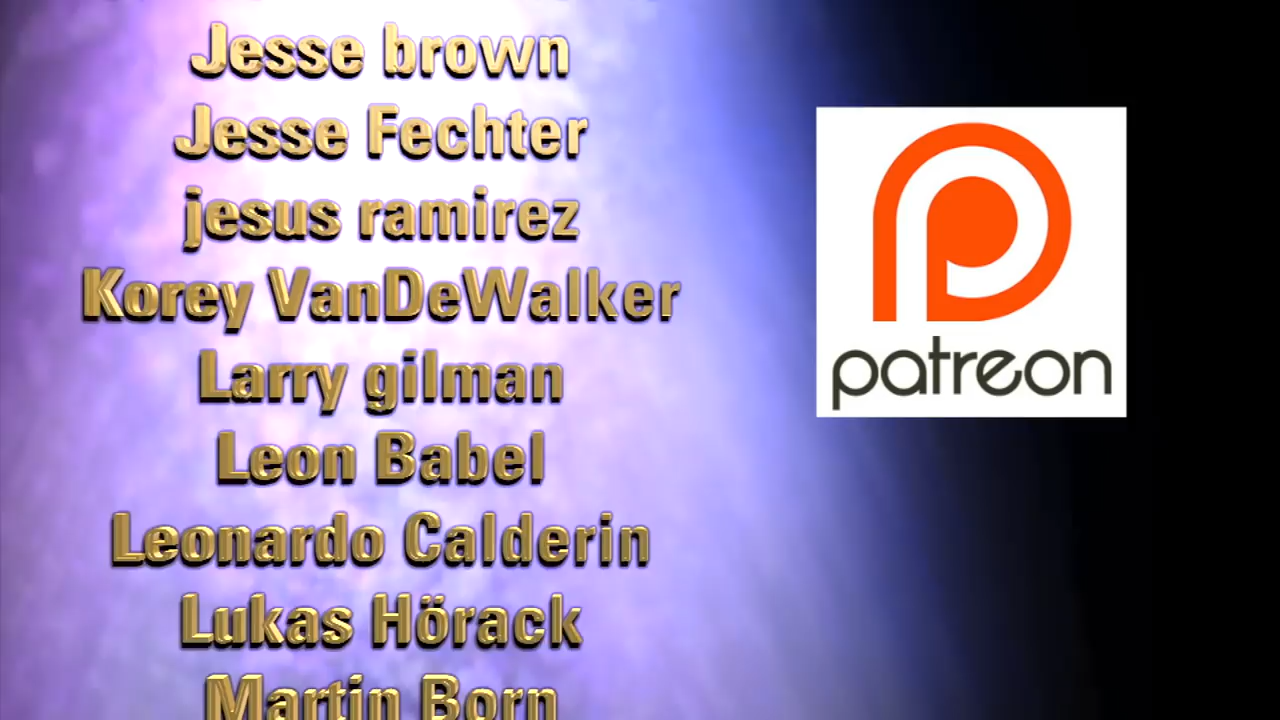 Jesse brown
Jesse Fechter
jesus ramirez
Korey VanDeWalker
Larry gilman
Leon Babel
Leonardo Calderin
Lukas Hörack
Martin Born
patreon